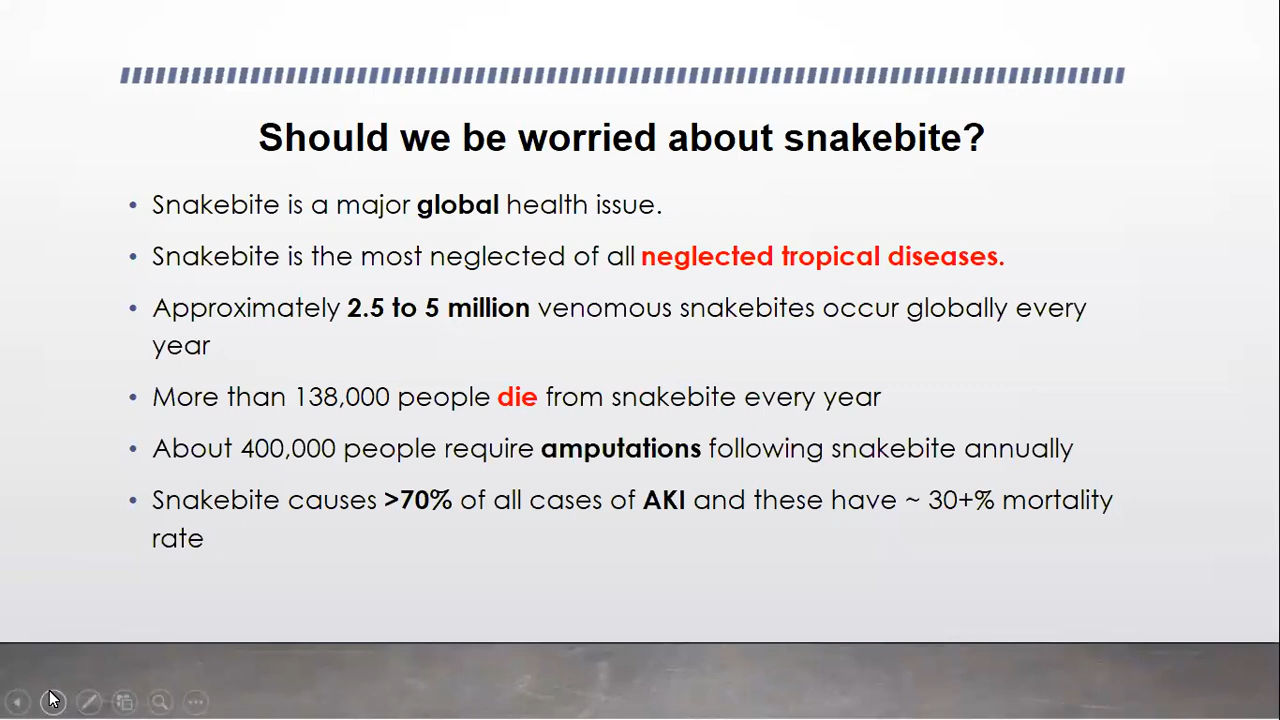 Should we be worried about snakebite?
• Snakebite is a major global health issue.
• Snakebite is the most neglected of all neglected tropical diseases.
• Approximately 2.5 to 5 million venomous snakebites occur globally every
year
• More than 138,000 people die from snakebite every year
• About 400,000 people require amputations following snakebite annually
• Snakebite causes >70% of all cases of AKI and these have ~ 30+% mortality
rate